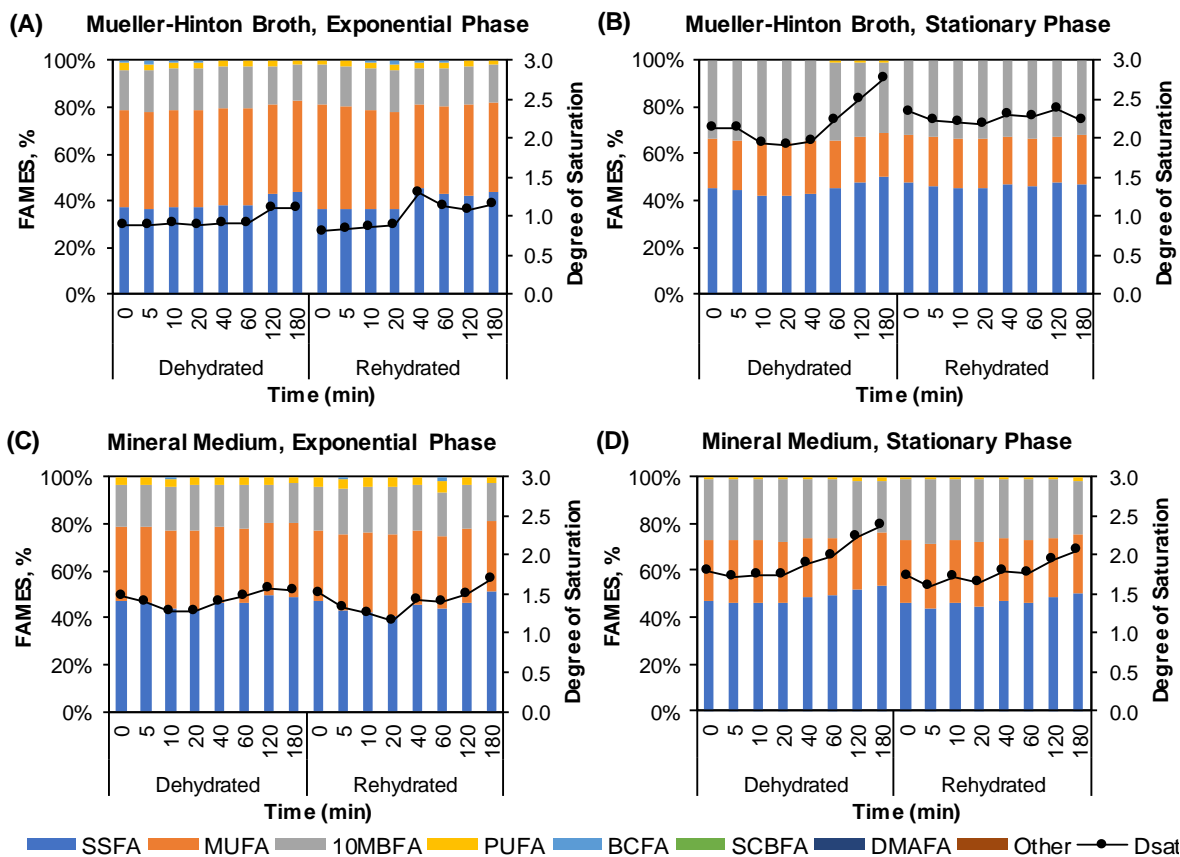 (A) Mueller-Hinton Broth, Exponential Phase
100%
80%
60%
40%
20%
0%
FAMES, %
3.0
2.5
2.0
1.5
1.0
0.5
0.0
Degree of Saturation
0 5 10 20 40 60 120 180 0 5 10 20 40 60 120 180
Dehydrated Rehydrated
Time (min)
(B) Mueller-Hinton Broth, Stationary Phase
100%
80%
60%
40%
20%
0%
FAMES, %
3.0
2.5
2.0
1.5
1.0
0.5
0.0
Degree of Saturation
0 5 10 20 40 60 120 180 0 5 10 20 40 60 120 180
Dehydrated Rehydrated
Time (min)
(C) Mineral Medium, Exponential Phase
100%
80%
60%
40%
20%
0%
FAMES, %
3.0
2.5
2.0
1.5
1.0
0.5
0.0
Degree of Saturation
0 5 10 20 40 60 120 180 0 5 10 20 40 60 120 180
Dehydrated Rehydrated
Time (min)
(D) Mineral Medium, Stationary Phase
100%
80%
60%
40%
20%
0%
FAMES, %
3.0
2.5
2.0
1.5
1.0
0.5
0.0
Degree of Saturation
0 5 10 20 40 60 120 180 0 5 10 20 40 60 120 180
Dehydrated Rehydrated
Time (min)
SSFA MUFA 10MBFA PUFA BCFA SCBFA DMAFA Other Dsat